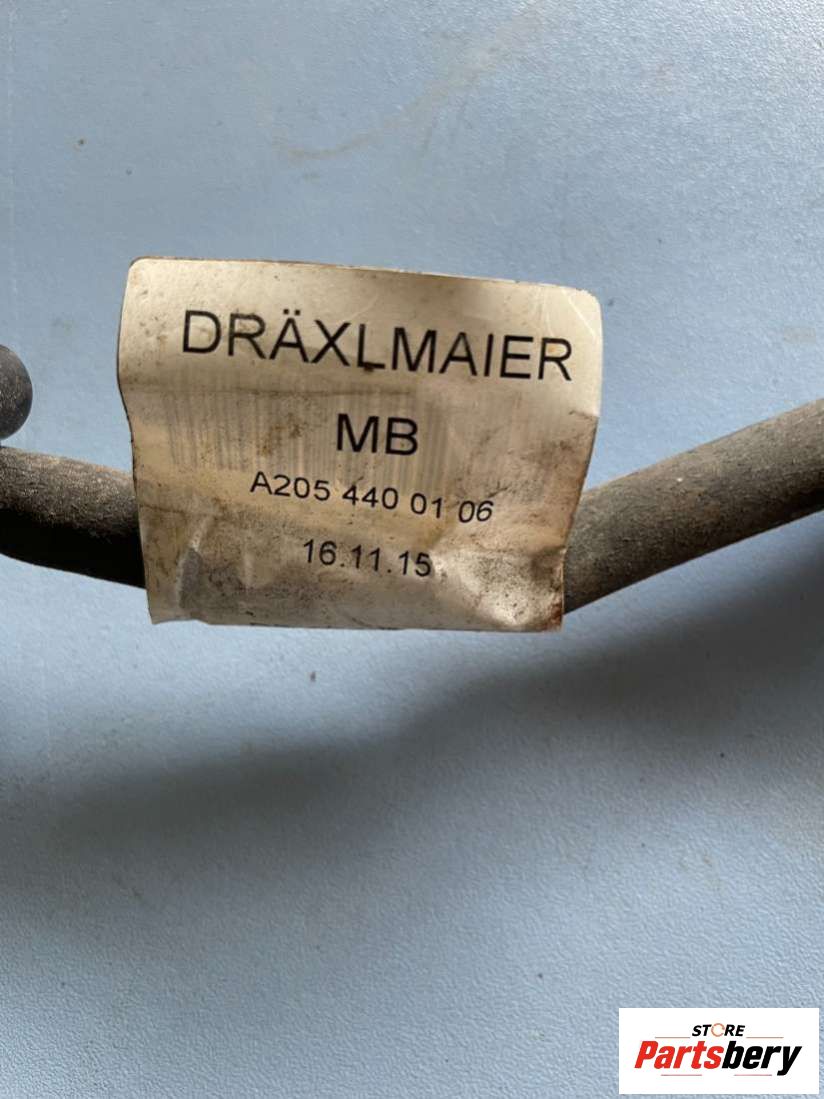 DRÄXLMAIER
MB
A205 440 01 06
16.11.15
STORE
Partsbery